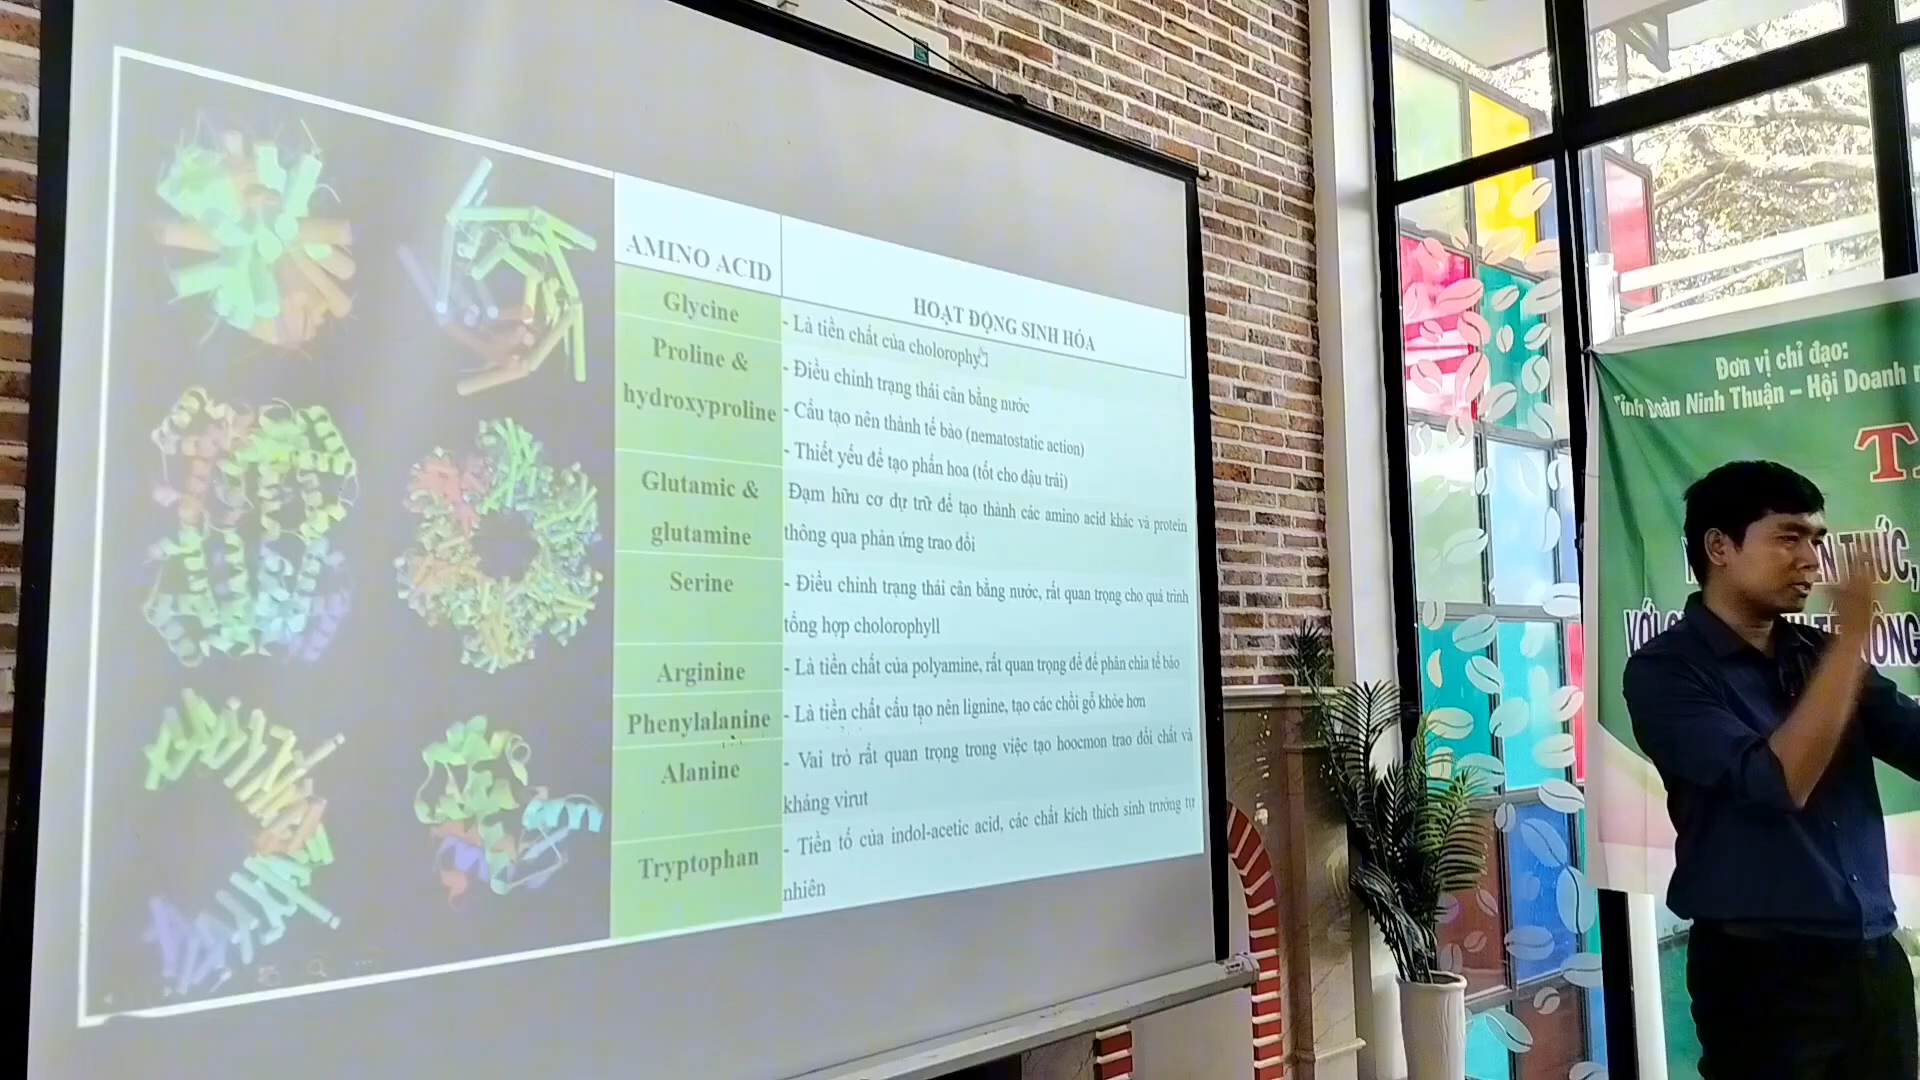 AMINO ACID
HOẠT ĐỘNG SINH HÓA
Glycine
- Là tiền chất của cholorophyl
Proline &
hydroxyproline
- Điều chỉnh trạng thái cân bằng nước
- Cấu tạo nên thành tế bào (nematostatic action)
- Thiết yếu để tạo phấn hoa (tốt cho đậu trái)
Glutamic &
glutamine
Đạm hữu cơ dự trữ để tạo thành các amino acid khác và protein
thông qua phản ứng trao đổi
Serine
- Điều chỉnh trạng thái cân bằng nước, rất quan trọng cho quá trình
tổng hợp cholorophyll
Arginine
- Là tiền chất của polyamine, rất quan trọng để để phân chia tế bào
Phenylalanine
- Là tiền chất cấu tạo nên lignine, tạo các chồi gỗ khỏe hơn
Alanine
- Vai trò rất quan trọng trong việc tạo hoocmon trao đổi chất và
kháng virut
Tryptophan
- Tiền tố của indol-acetic acid, các chất kích thích sinh trưởng tự
nhiên
Đơn vị chỉ đạo:
Tỉnh Đoàn Ninh Thuận – Hội Doanh
THỨC,
VỚI